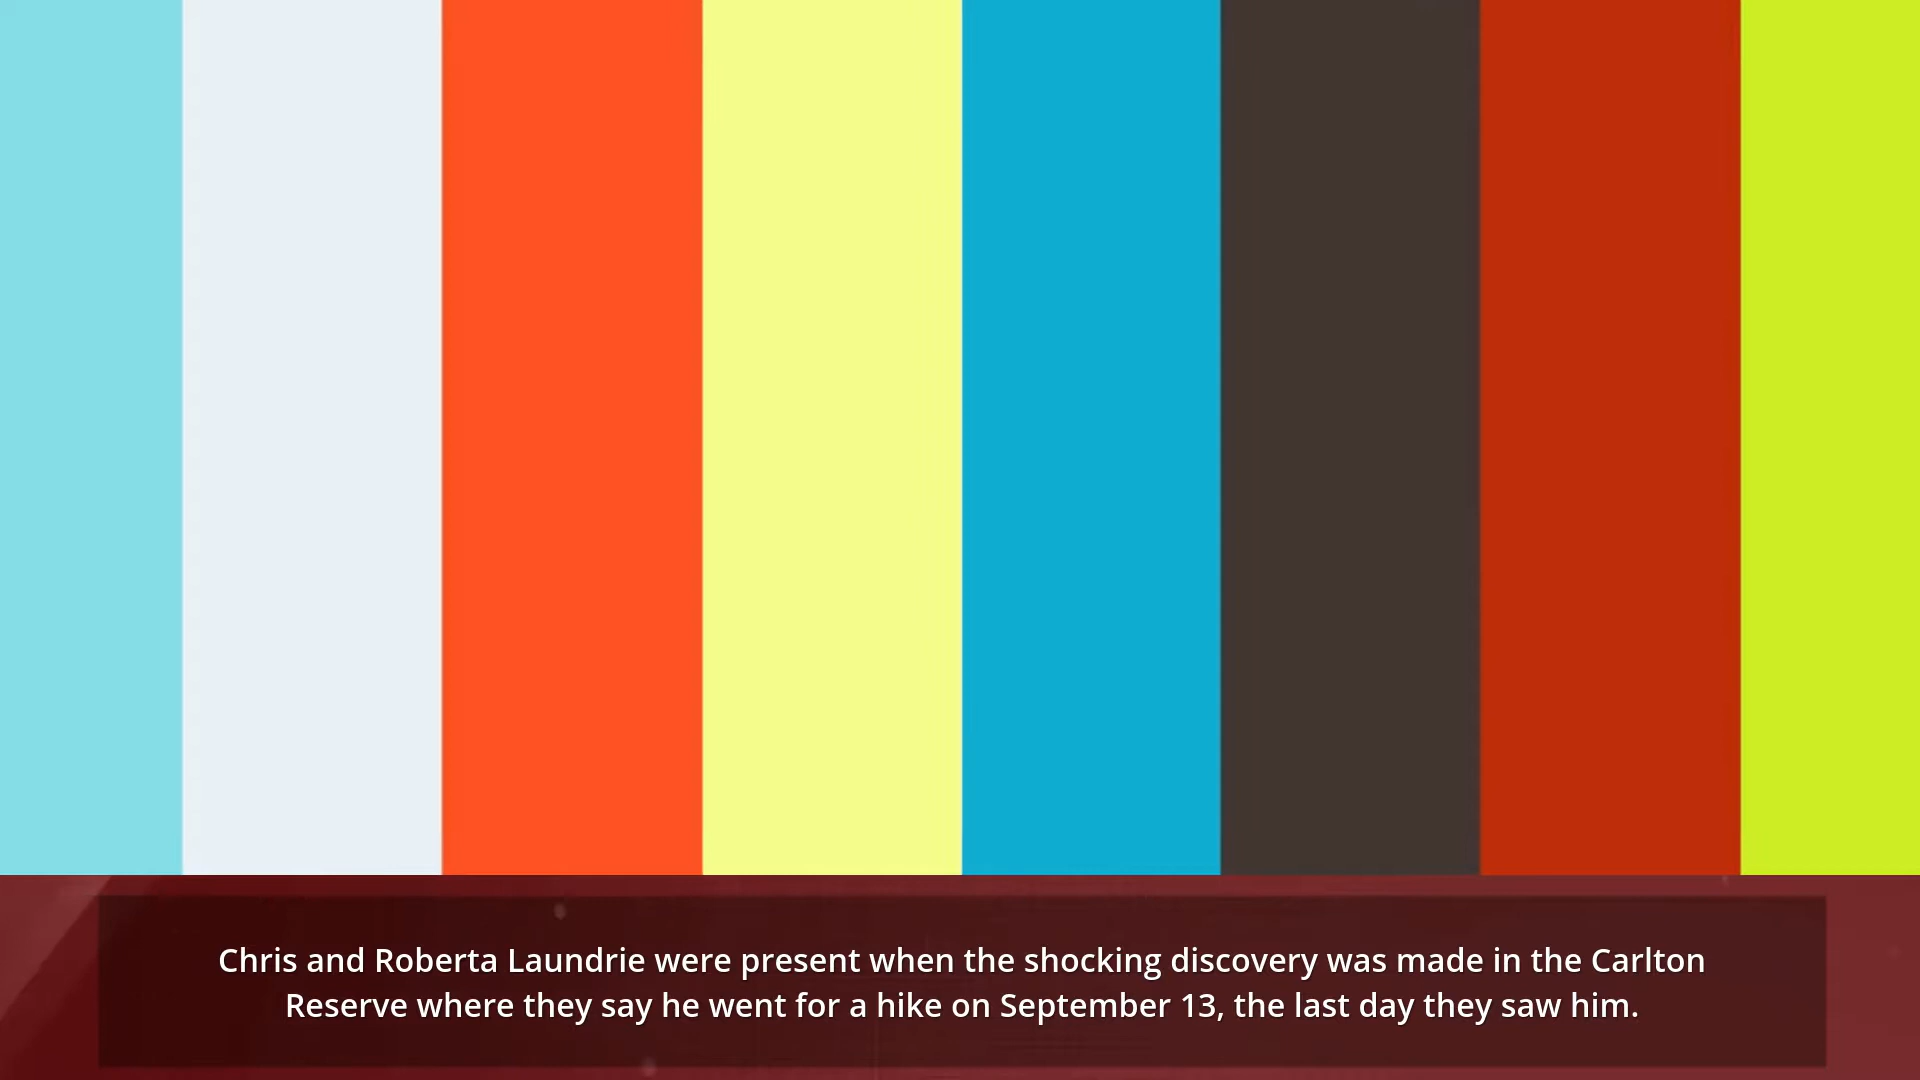 Chris and Roberta Laundrie were present when the shocking discovery was made in the Carlton
Reserve where they say he went for a hike on September 13, the last day they saw him.